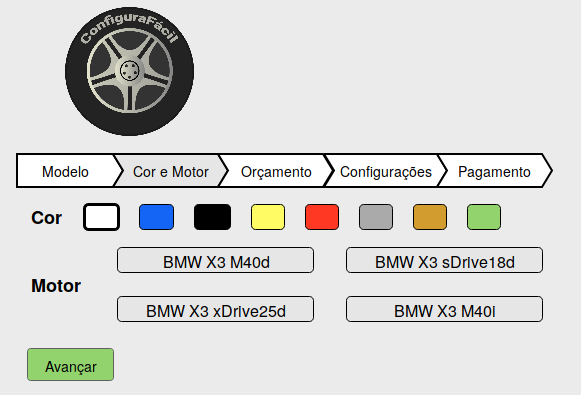 ConfiguraFácil
Modelo
Cor e Motor
Orçamento
Configurações
Pagamento
Cor
BMW X3 M40d
BMW X3 sDrive18d
Motor
BMW X3 xDrive25d
BMW X3 M40i
Avançar